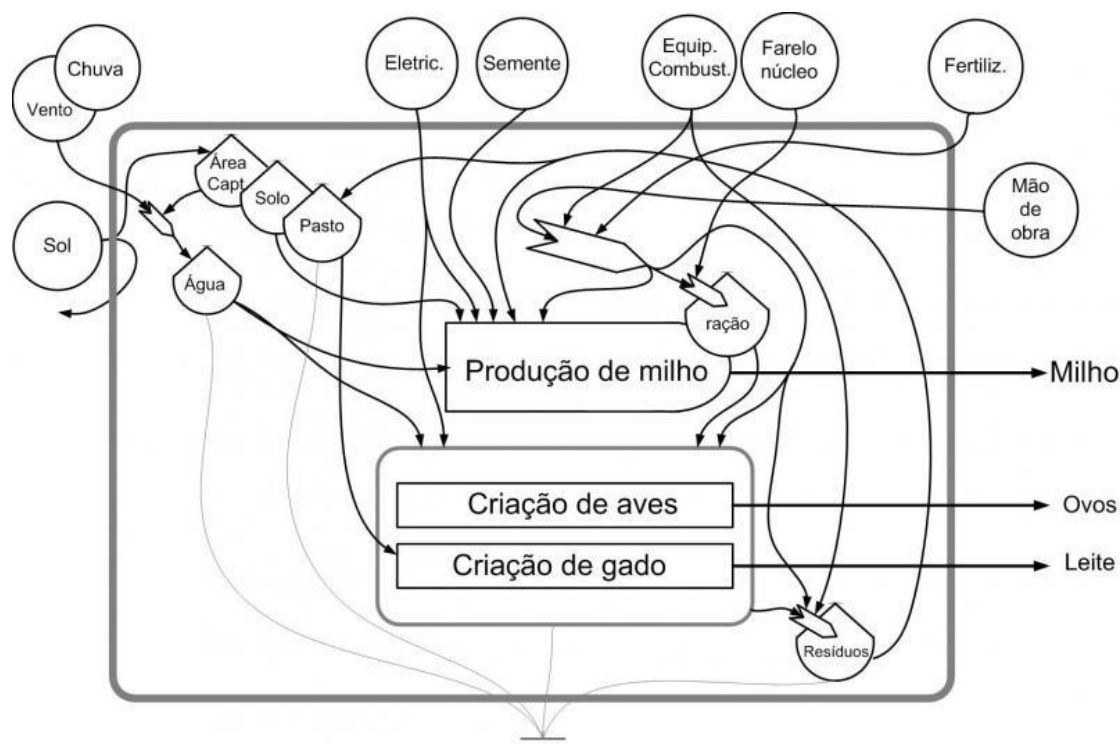 Chuva
Vento
Eletric.
Semente
Equip.
Combust.
Farelo
núcleo
Fertiliz.
Área
Capt.
Solo
Pasto
Mão
de
obra
Sol
Água
ração
Produção de milho
Milho
Criação de aves
Ovos
Criação de gado
Leite
Resíduos